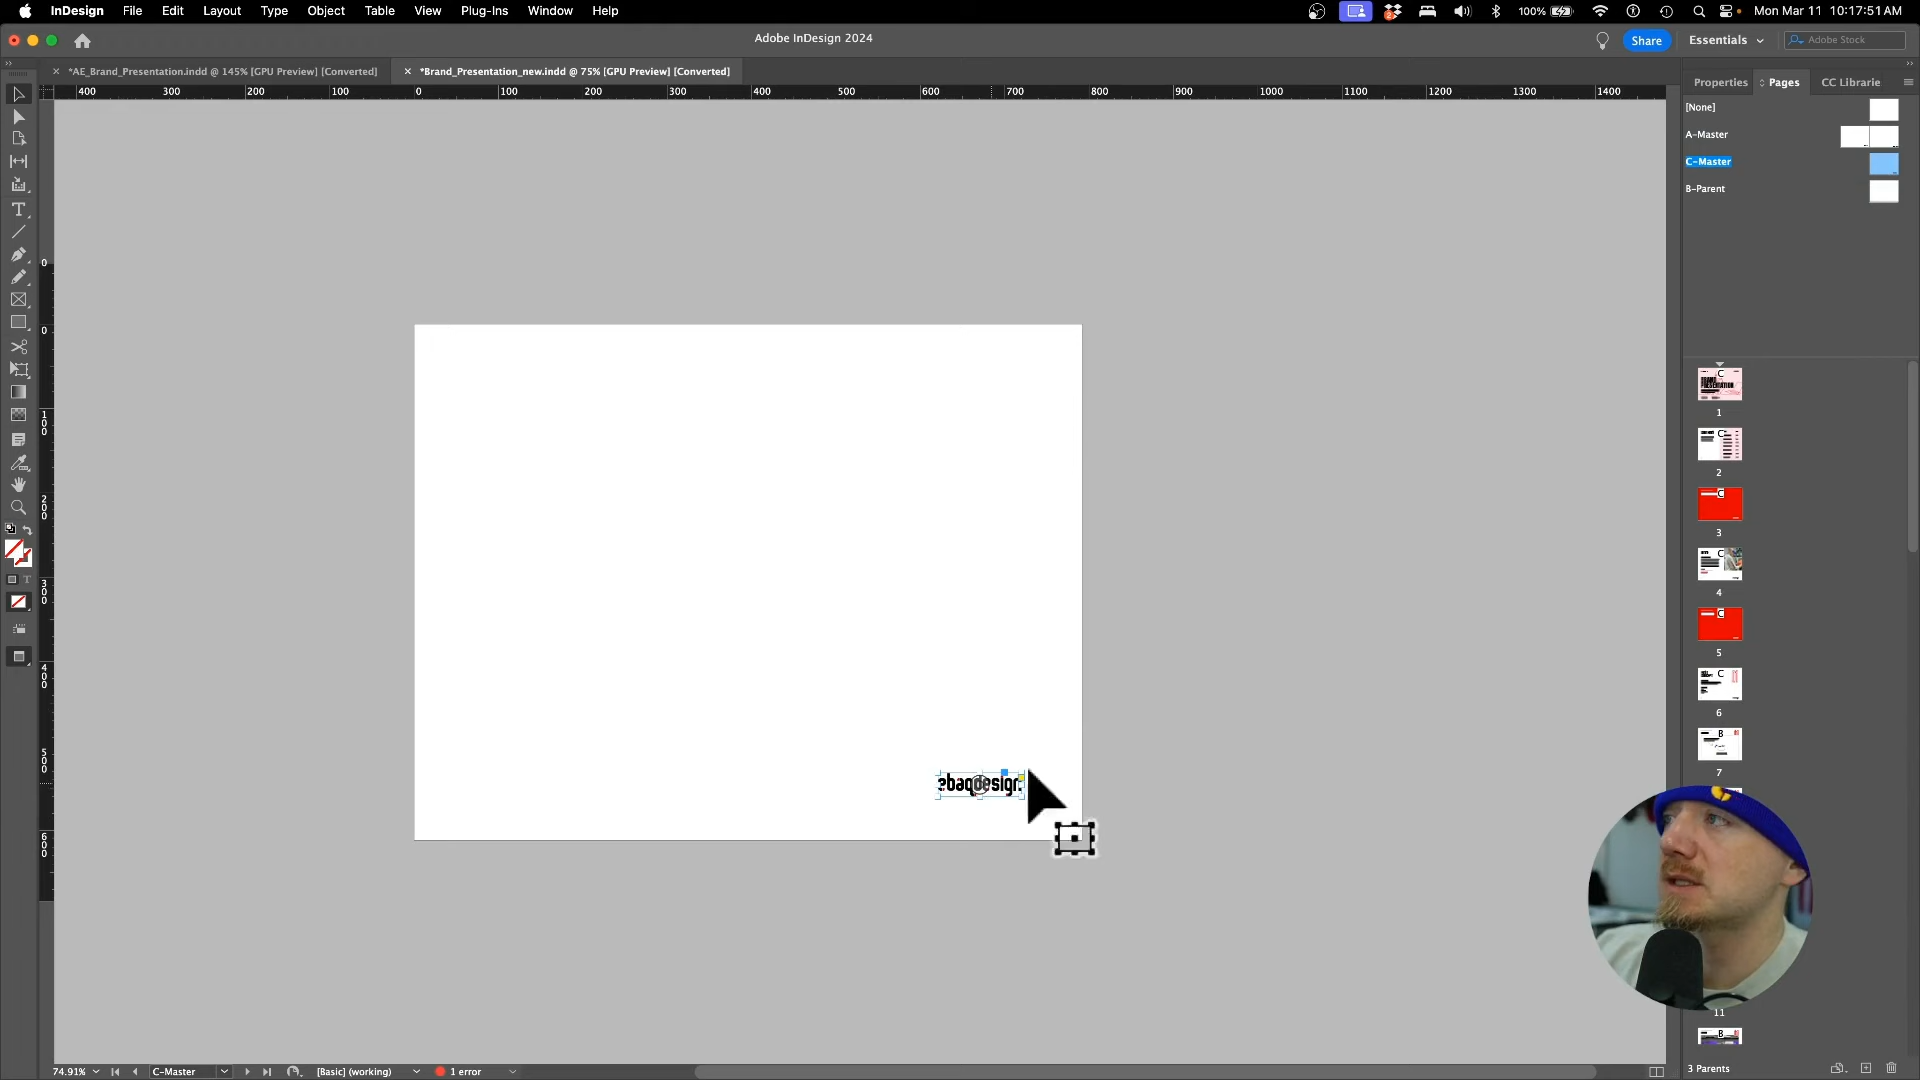 InDesign File Edit Layout Type Object Table View Plug-Ins Window Help 100% Mon Mar 11 10:17:51 AM
Adobe InDesign 2024
Share
Essentials
Adobe Stock
*AE_Brand_Presentation.indd @ 145% [GPU Preview] [Converted]
*Brand_Presentation_new.indd @ 75% [GPU Preview] [Converted]
Properties Pages CC Librarie
400 300 200 100 0 100 200 300 400 500 600 700 800 900 1000 1100 1200 1300 1400
[None]
A-Master
C-Master
B-Parent
0
0
100
200
300
400
500
600
C
BRAND
PRESENTATION
1
C
2
C
3
C
4
C
5
C
6
B
7
11
B
ebaqdesign.
74.91% C-Master [Basic] (working) 1 error
3 Parents